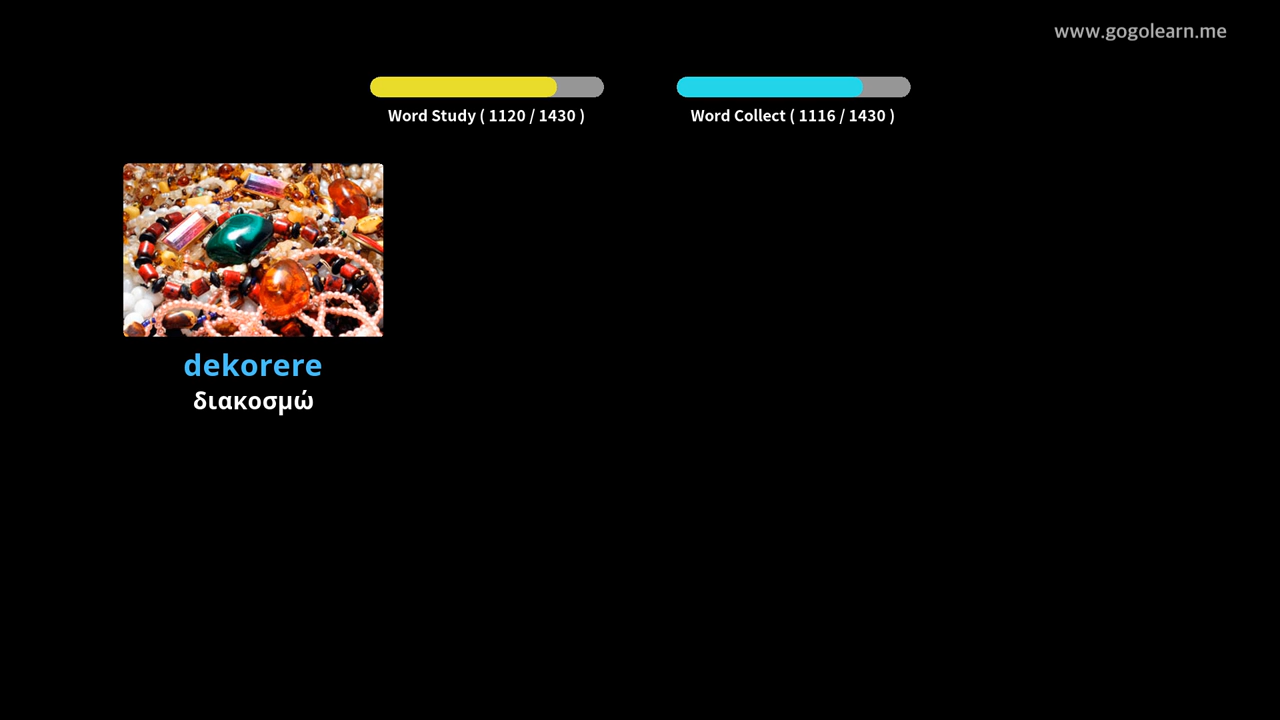 www.gogolearn.me
Word Study ( 1120 / 1430 )
Word Collect ( 1116 / 1430 )
dekorere
διακοσμώ